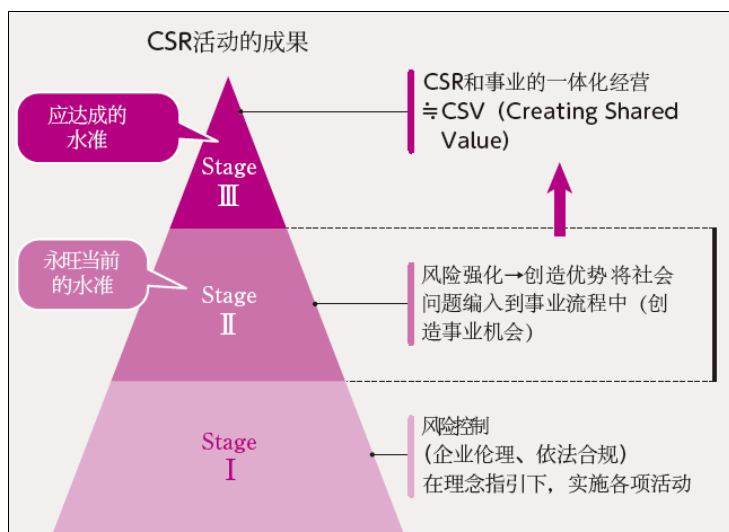 CSR活动的成果
应达成的
水准
CSR和事业的一体化经营
≒CSV（Creating Shared
Value）
Stage
Ⅲ
永旺当前
的水准
Stage
Ⅱ
风险强化→创造优势 将社会
问题编入到事业流程中（创
造事业机会）
Stage
Ⅰ
风险控制
（企业伦理、依法合规）
在理念指引下，实施各项活动